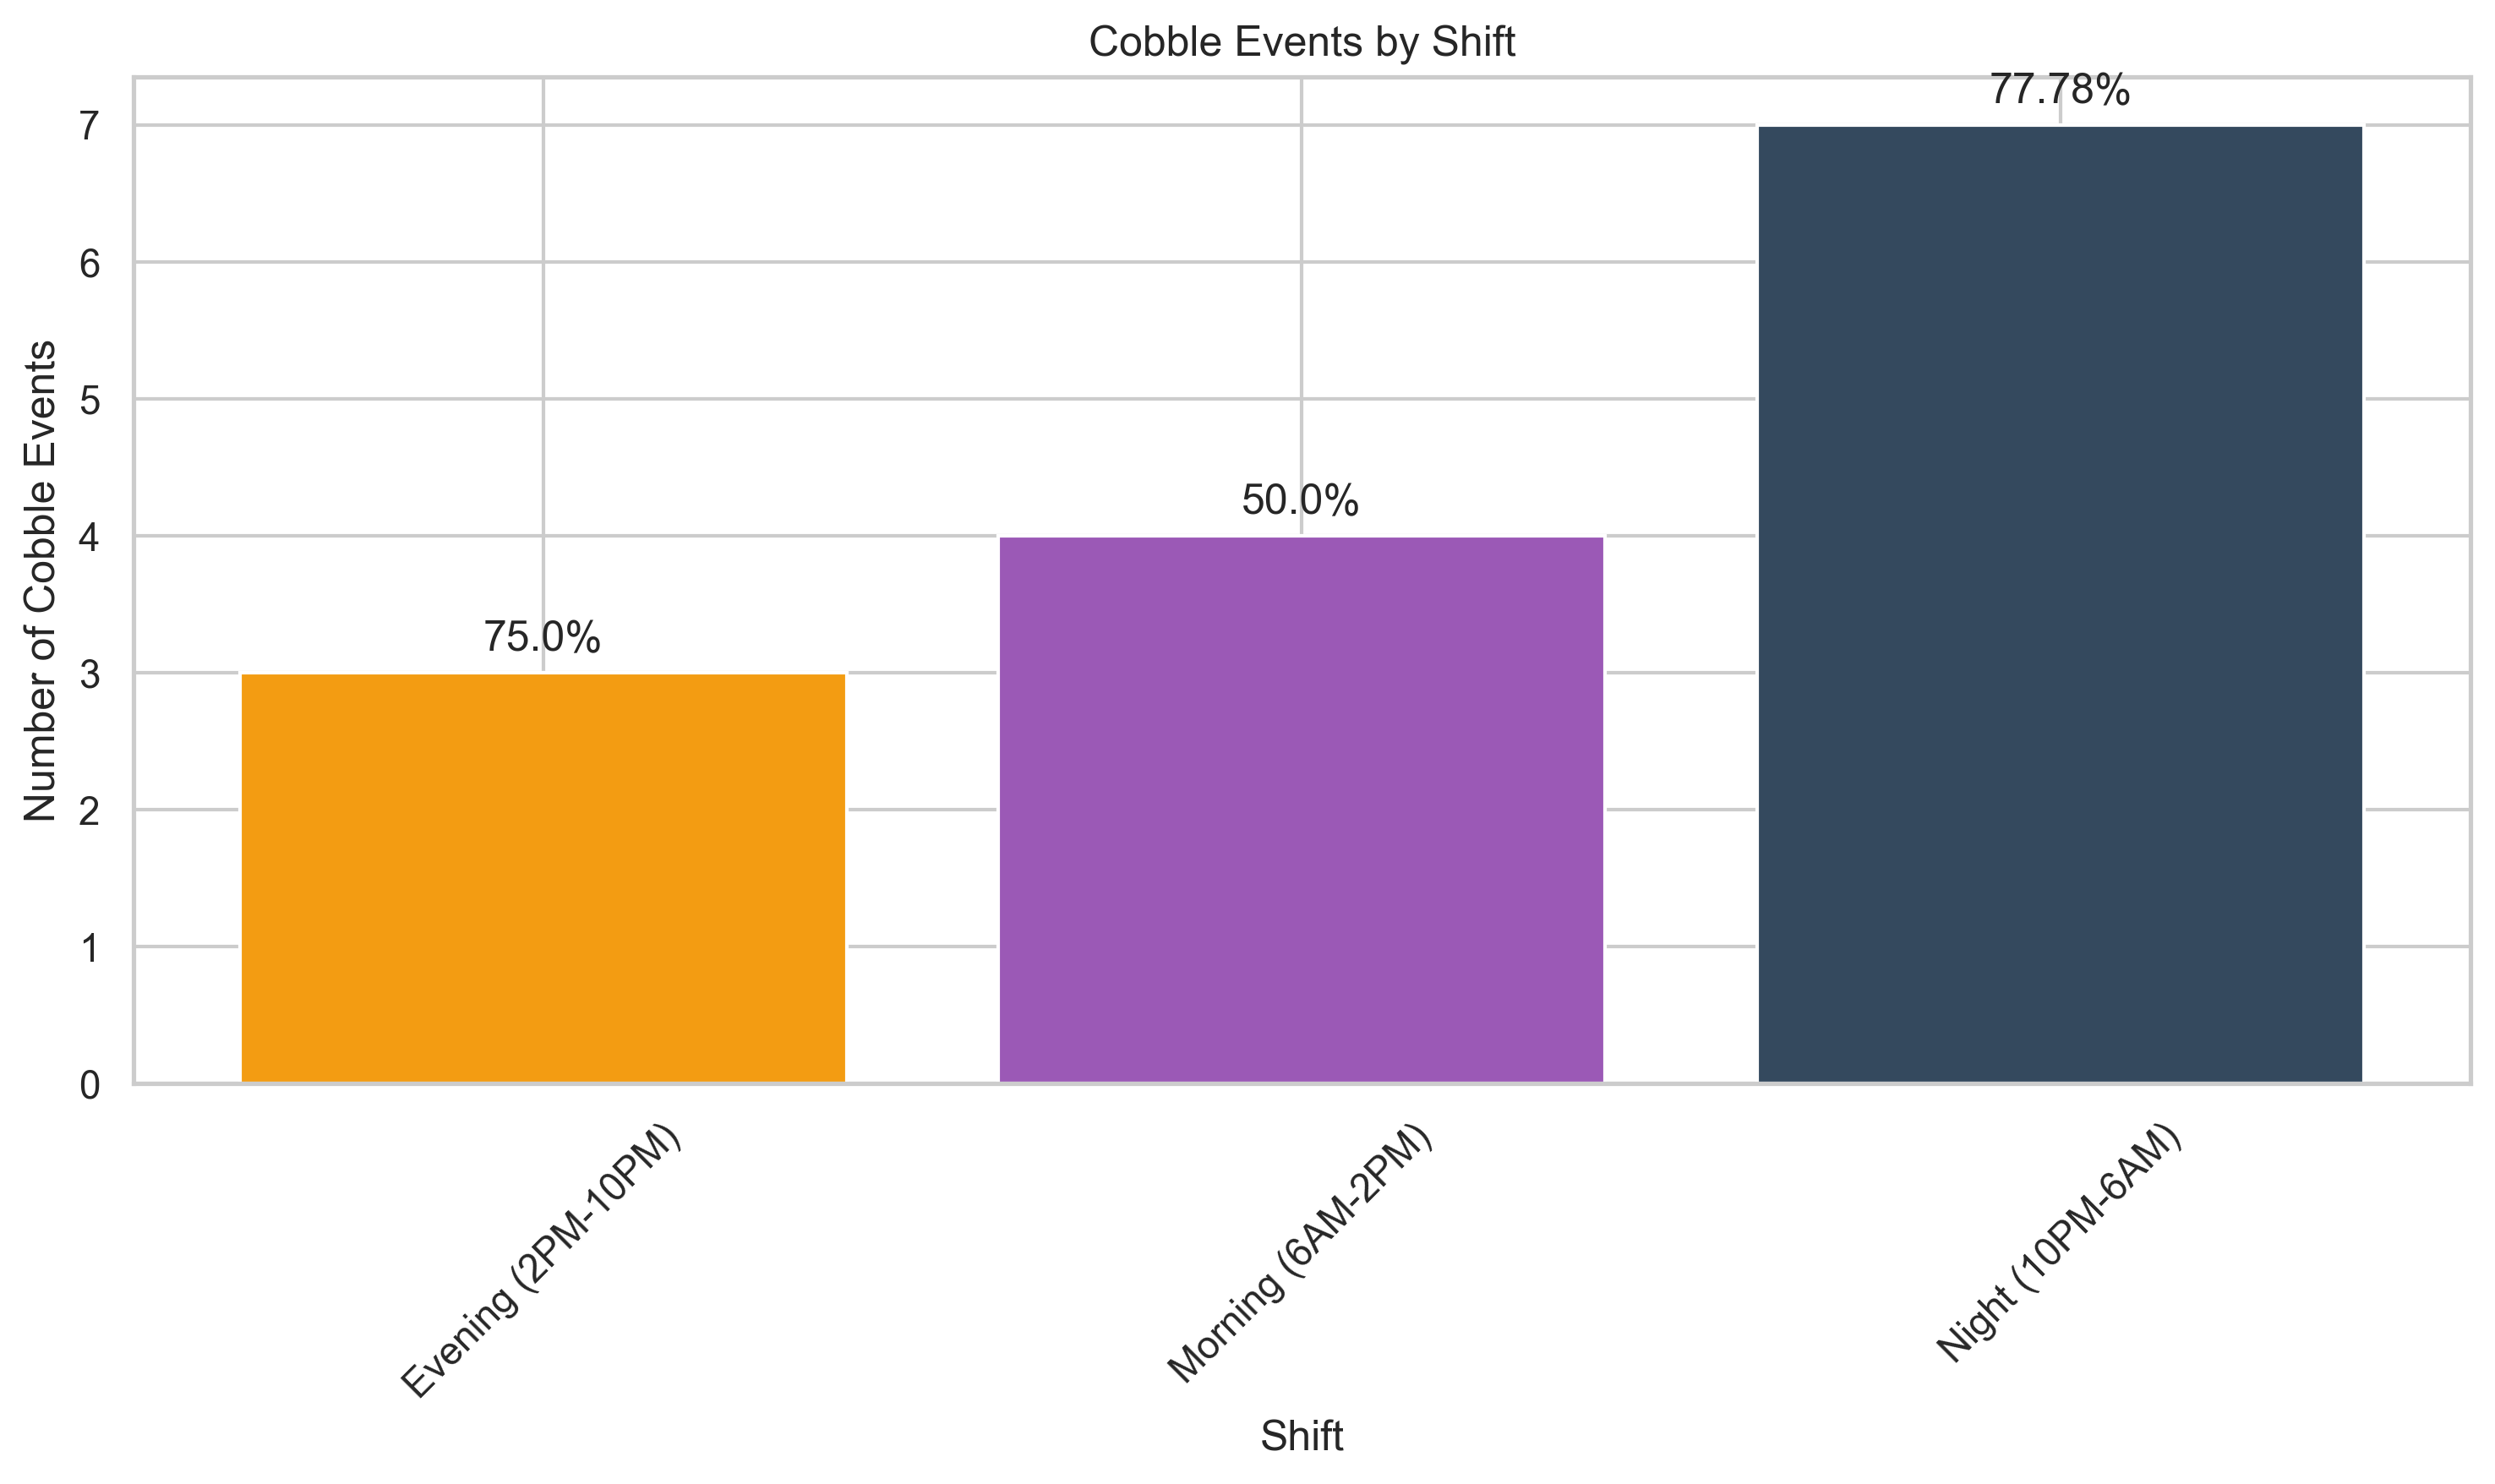 Cobble Events by Shift
77.78%
50.0%
75.0%
Number of Cobble Events
7
6
5
4
3
2
1
0
Evening (2PM-10PM)
Morning (6AM-2PM)
Night (10PM-6AM)
Shift